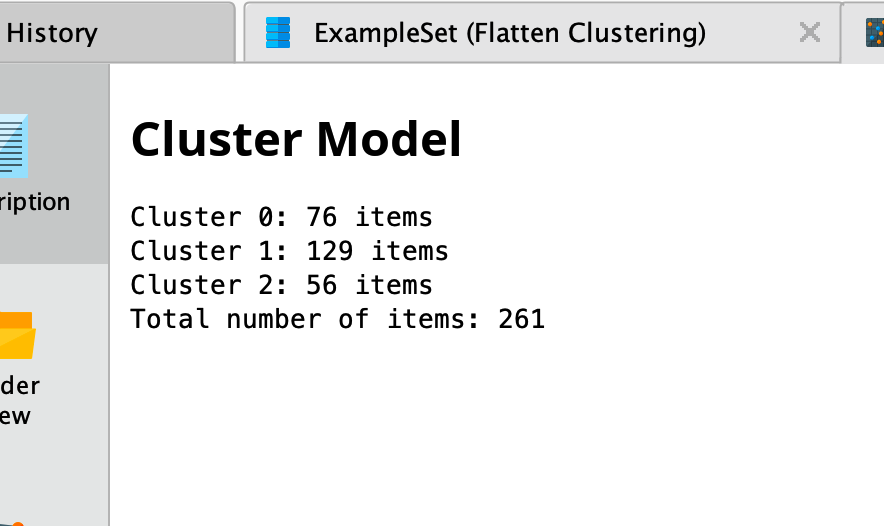 History
ExampleSet (Flatten Clustering)
Cluster Model
Cluster 0: 76 items
Cluster 1: 129 items
Cluster 2: 56 items
Total number of items: 261
ription
der
ew